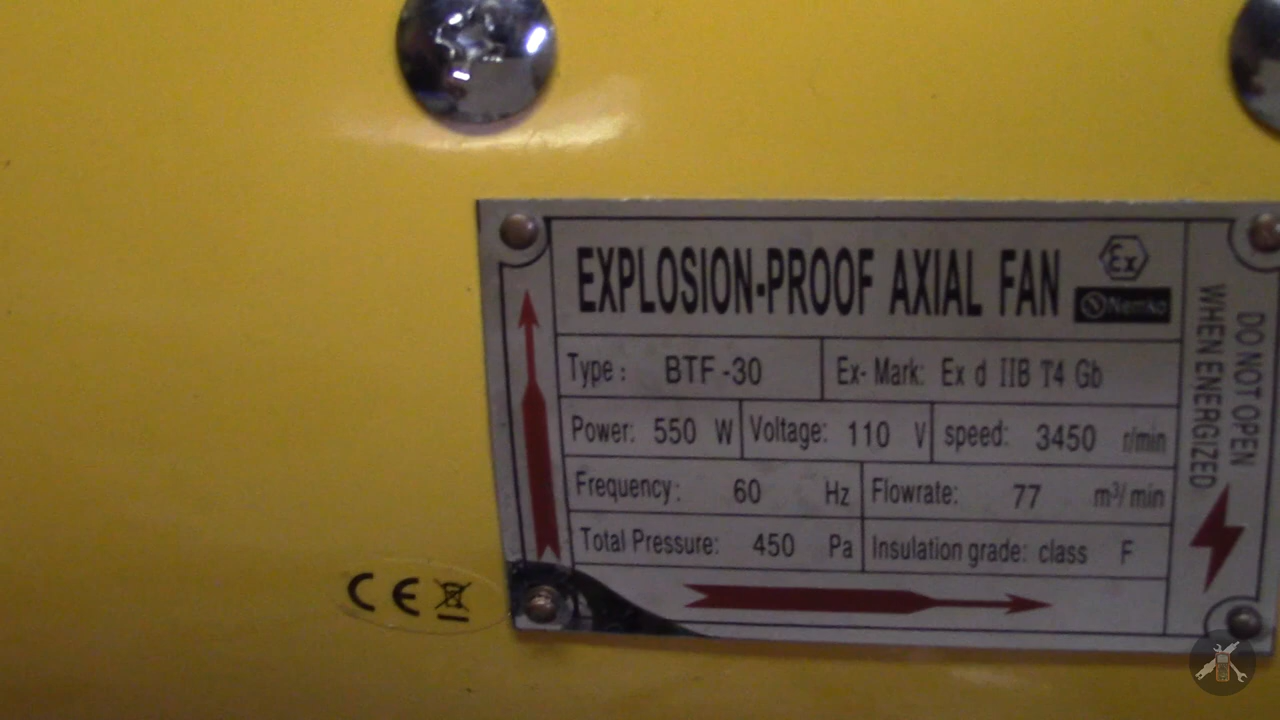 EXPLOSION-PROOF AXIAL FAN
Ex
Nemko
Type: BTF-30 Ex-Mark: Ex d IIB T4 Gb
Power: 550 W Voltage: 110 V speed: 3450 r/min
Frequency: 60 Hz Flowrate: 77 m³/min
Total Pressure: 450 Pa Insulation grade: class F
DO NOT OPEN
WHEN ENERGIZED
CE